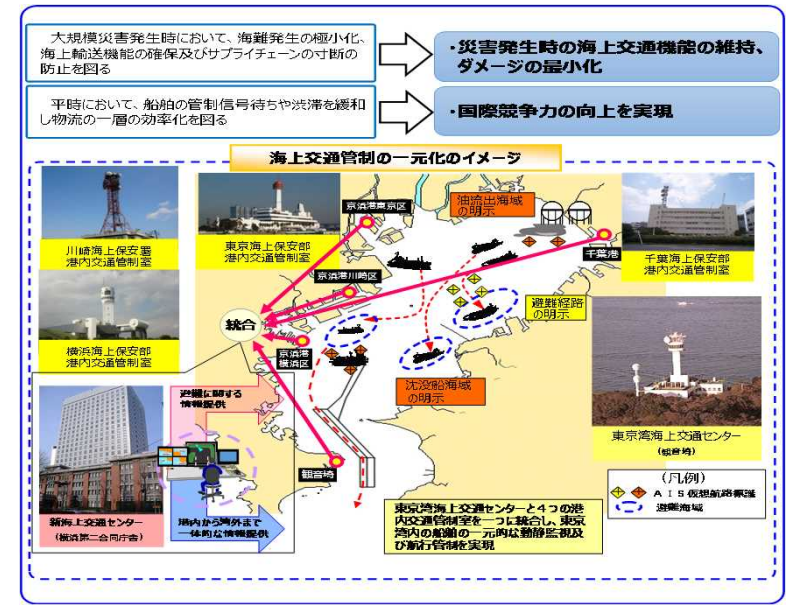 大規模災害発生時において、海難発生の極小化、
海上輸送機能の確保及びサプライチェーンの寸断の
防止を図る
・災害発生時の海上交通機能の維持、
ダメージの最小化
平時において、船舶の管制信号待ちや渋滞を緩和
し物流の一層の効率化を図る
・国際競争力の向上を実現
海上交通管制の一元化のイメージ
川崎海上保安署
港内交通管制室
東京海上保安部
港内交通管制室
京浜港東京区
油流出海域
の明示
千葉港
千葉海上保安部
港内交通管制室
京浜港川崎区
避難経路
の明示
横浜海上保安部
港内交通管制室
統合
京浜港
横浜区
沈没船海域
の明示
東京湾海上交通センター
(観音埼)
避難に関する
情報提供
観音埼
新海上交通センター
(横浜第二合同庁舎)
港内から湾外まで
一体的な情報提供
東京湾海上交通センターと4つの港
内交通管制室を一つに統合し、東京
湾内の船舶の一元的な動静監視及
び航行管制を実現
(凡例)
AIS仮想航路標識
避難海域